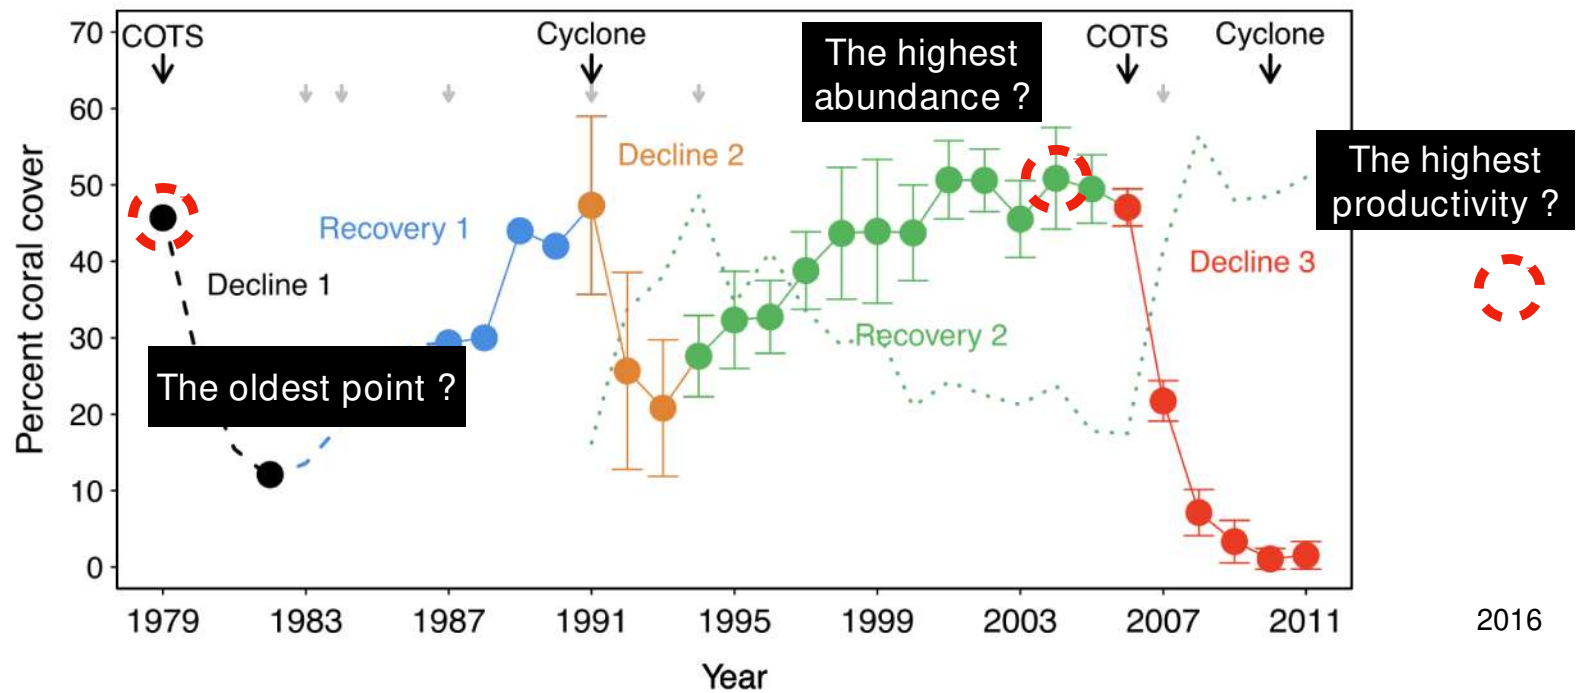 COTS
Cyclone
COTS
Cyclone
The highest
abundance ?
The highest
productivity ?
Decline 2
Recovery 1
Decline 1
Decline 3
Recovery 2
The oldest point ?
Percent coral cover
70
60
50
40
30
20
10
0
1979
1983
1987
1991
1995
1999
2003
2007
2011
2016
Year